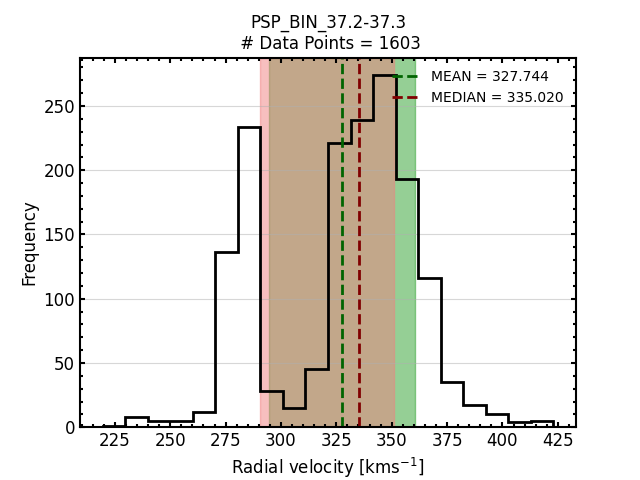 PSP_BIN_37.2-37.3
# Data Points = 1603
MEAN = 327.744
MEDIAN = 335.020
Frequency
250
200
150
100
50
0
225 250 275 300 325 350 375 400 425
Radial velocity [kms⁻¹]